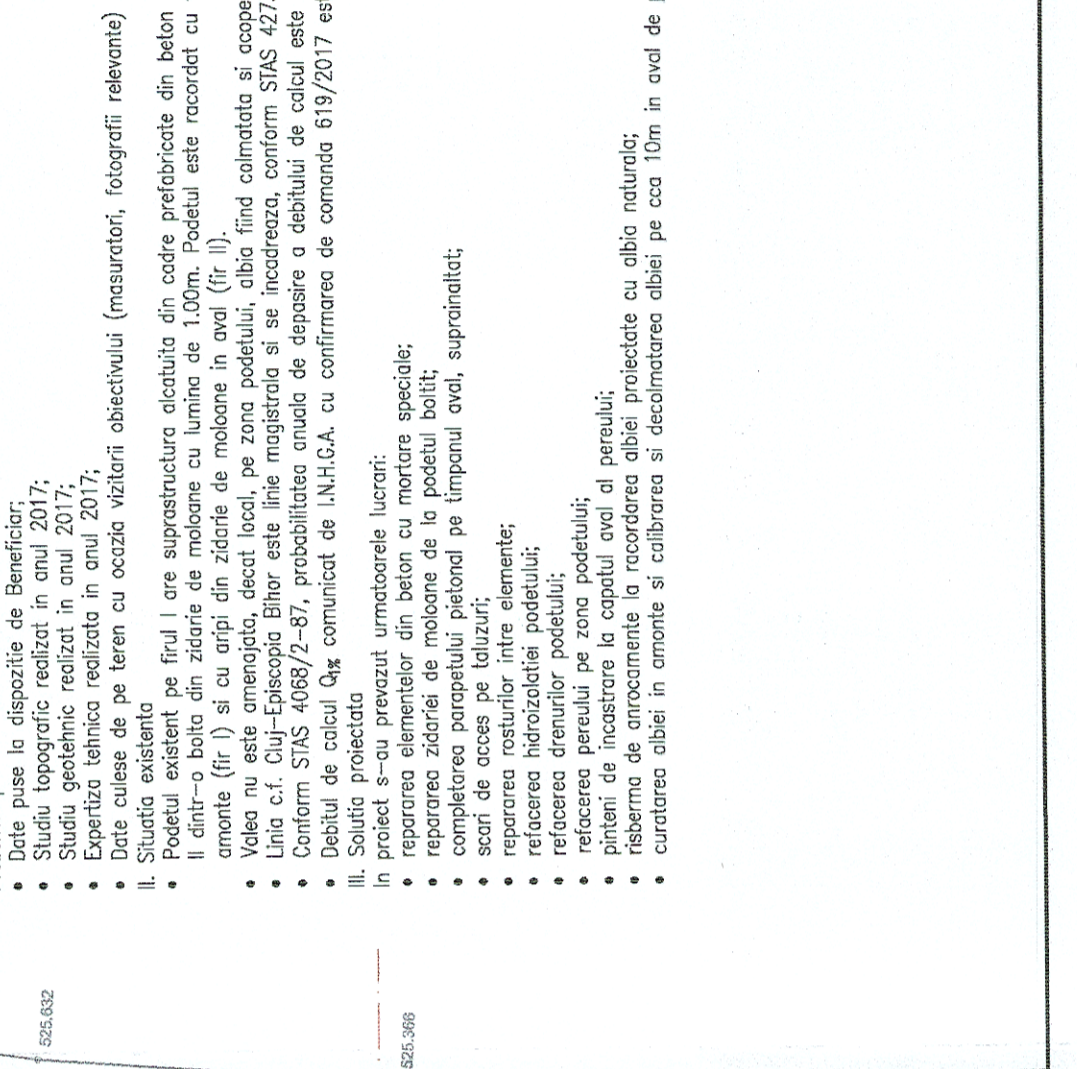 • Date puse la dispozitie de Beneficiar;
• Studiu topografic realizat in anul 2017;
• Studiu geotehnic realizat in anul 2017;
• Expertiza tehnica realizata in anul 2017;
• Date culese de pe teren cu ocazia vizitarii obiectivului (masuratori, fotografii relevante)
II. Situatia existenta
• Podetul existent pe firul I are suprastructura alcatuita din cadre prefabricate din beton
II dintr-o bolta din zidarie de moloane cu lumina de 1.00m. Podetul este racordat cu
amonte (fir I) si cu aripi din zidarie de moloane in aval (fir II).
• Valea nu este amenajata, decat local, pe zona podetului, albia fiind colmatata si acope
• Linia c.f. Cluj-Episcopia Bihor este linie magistrala si se incadreaza, conform STAS 427
• Conform STAS 4068/2-87, probabilitatea anuala de depasire a debitului de calcul este
• Debitul de calcul Q1% comunicat de I.N.H.G.A. cu confirmarea de comanda 619/2017 est
III. Solutia proiectata
In proiect s-au prevazut urmatoarele lucrari:
• repararea elementelor din beton cu mortare speciale;
• repararea zidariei de moloane de la podetul boltit;
• completarea parapetului pietonal pe timpanul aval, suprainaltat;
• scari de acces pe taluzuri;
• repararea rosturilor intre elemente;
• refacerea hidroizolatiei podetului;
• refacerea drenurilor podetului;
• refacerea pereului pe zona podetului;
• pinteni de incastrare la capatul aval al pereului;
• risberma de anrocamente la racordarea albiei proiectate cu albia naturala;
• curatarea albiei in amonte si calibrarea si decolmatarea albiei pe cca 10m in aval de
525.632
525.366